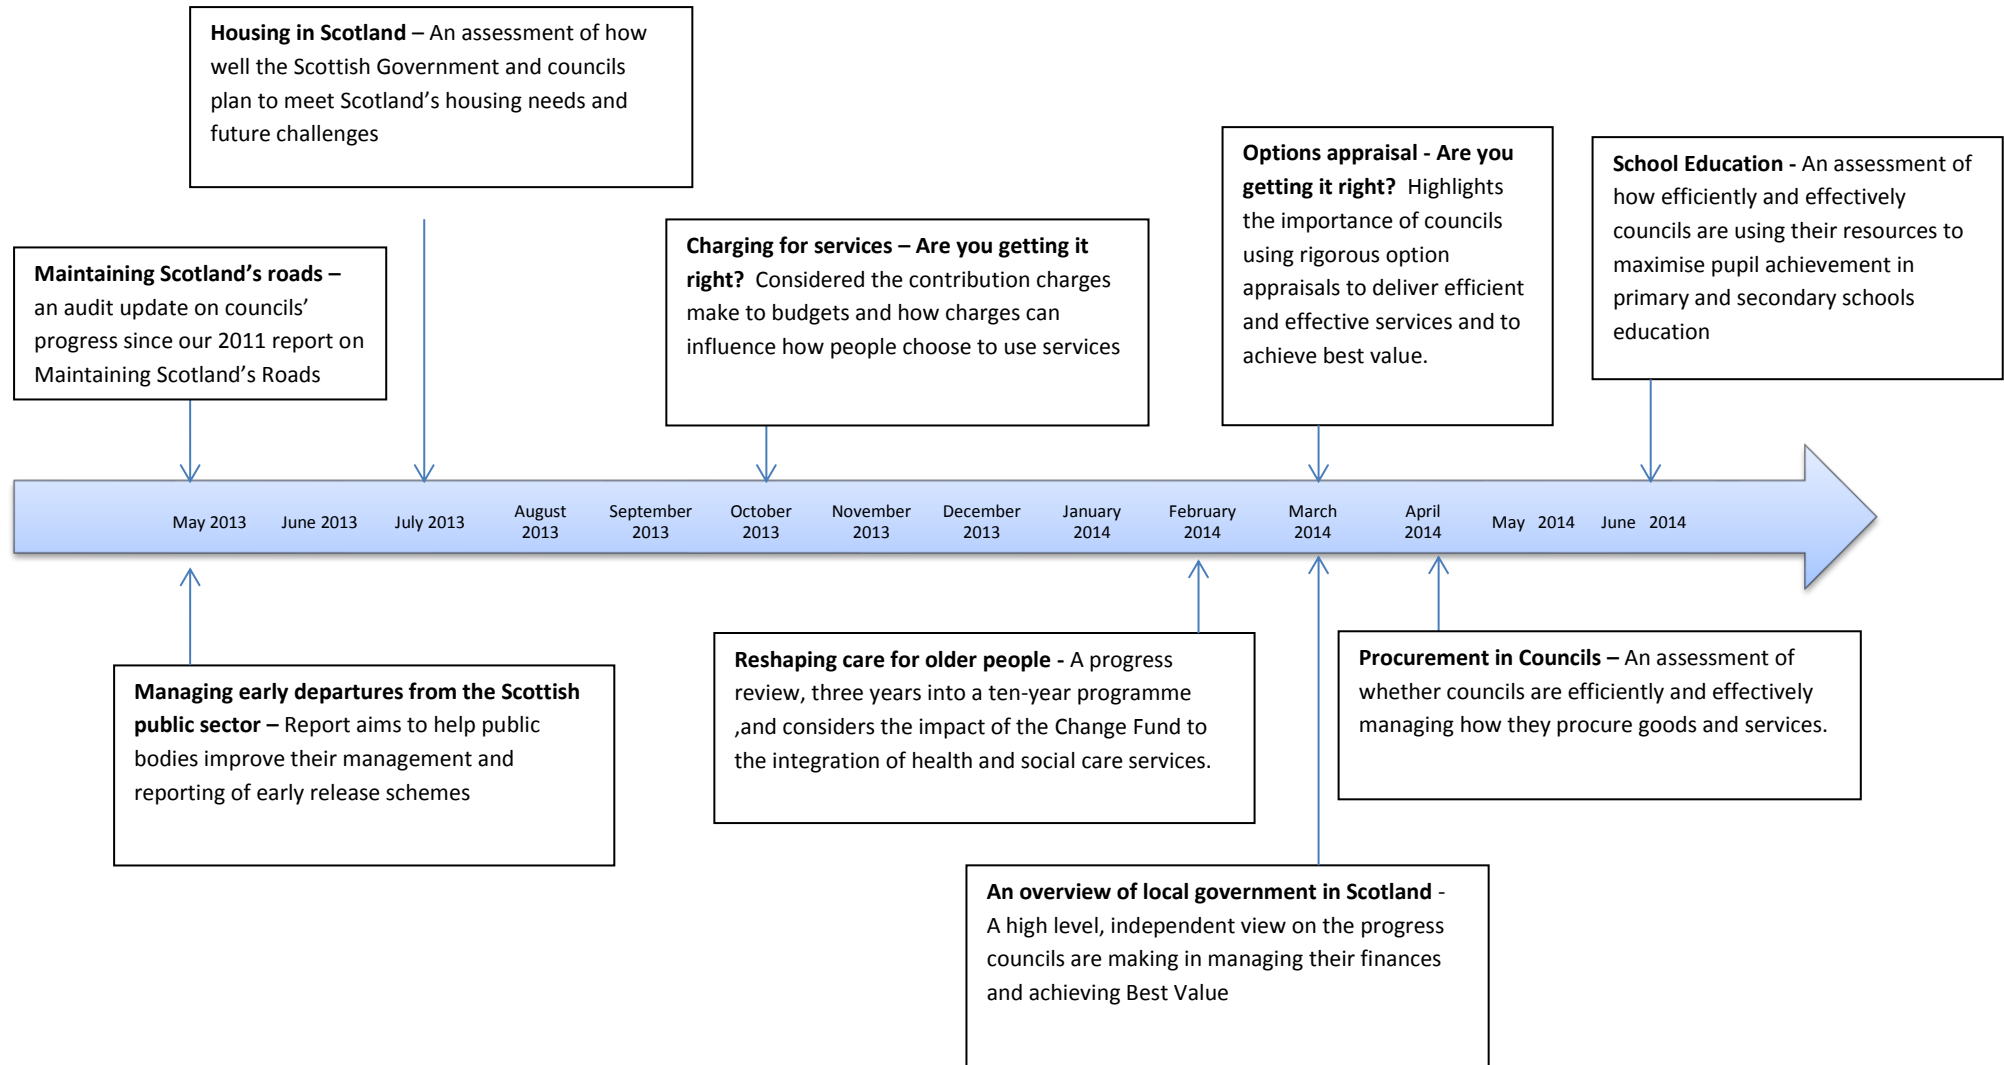 Housing in Scotland – An assessment of how
well the Scottish Government and councils
plan to meet Scotland’s housing needs and
future challenges
Maintaining Scotland’s roads –
an audit update on councils’
progress since our 2011 report on
Maintaining Scotland’s Roads
Charging for services – Are you getting it
right?  Considered the contribution charges
make to budgets and how charges can
influence how people choose to use services
Options appraisal - Are you
getting it right?  Highlights
the importance of councils
using rigorous option
appraisals to deliver efficient
and effective services and to
achieve best value.
School Education - An assessment of
how efficiently and effectively
councils are using their resources to
maximise pupil achievement in
primary and secondary schools
education
May 2013
June 2013
July 2013
August
2013
September
2013
October
2013
November
2013
December
2013
January
2014
February
2014
March
2014
April
2014
May   2014
June   2014
Managing early departures from the Scottish
public sector – Report aims to help public
bodies improve their management and
reporting of early release schemes
Reshaping care for older people - A progress
review, three years into a ten-year programme
,and considers the impact of the Change Fund to
the integration of health and social care services.
Procurement in Councils – An assessment of
whether councils are efficiently and effectively
managing how they procure goods and services.
An overview of local government in Scotland -
A high level, independent view on the progress
councils are making in managing their finances
and achieving Best Value